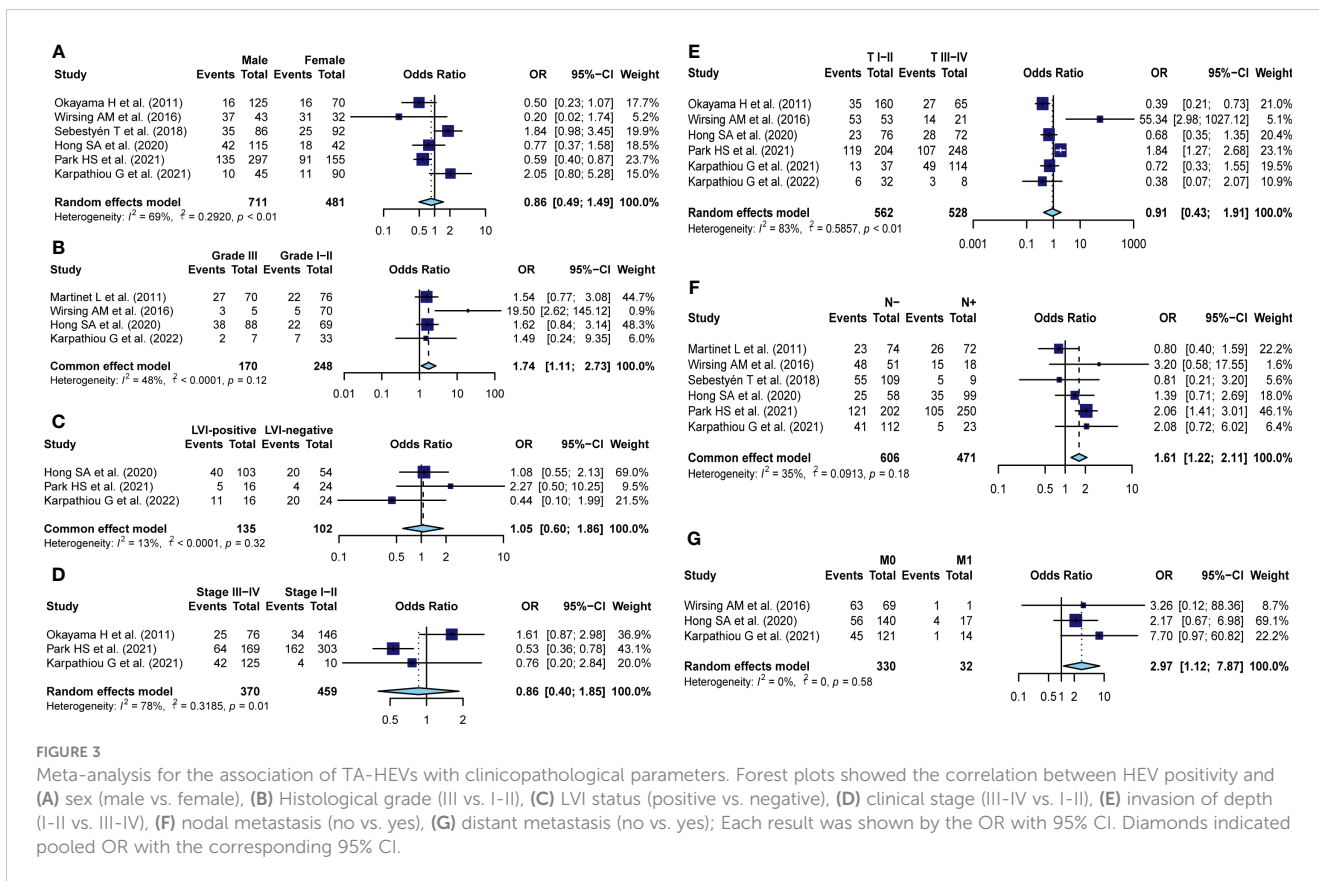 A
Male Female
Study Events Total Events Total Odds Ratio OR 95%−CI Weight
Okayama H et al. (2011) 16 125 16 70 0.50 [0.23; 1.07] 17.7%
Wirsing AM et al. (2016) 37 43 31 32 0.20 [0.02; 1.74] 5.2%
Sebestyén T et al. (2018) 35 86 25 92 1.84 [0.98; 3.45] 19.9%
Hong SA et al. (2020) 42 115 18 42 0.77 [0.37; 1.58] 18.5%
Park HS et al. (2021) 135 297 91 155 0.59 [0.40; 0.87] 23.7%
Karpathiou G et al. (2021) 10 45 11 90 2.05 [0.80; 5.28] 15.0%
Random effects model 711 481 0.86 [0.49; 1.49] 100.0%
Heterogeneity: I² = 69%, τ² = 0.2920, p < 0.01
0.1 0.5 1 2 10
B
Grade III Grade I−II
Study Events Total Events Total Odds Ratio OR 95%−CI Weight
Martinet L et al. (2011) 27 70 22 76 1.54 [0.77; 3.08] 44.7%
Wirsing AM et al. (2016) 3 5 5 70 19.50 [2.62; 145.12] 0.9%
Hong SA et al. (2020) 38 88 22 69 1.62 [0.84; 3.14] 48.3%
Karpathiou G et al. (2022) 2 7 7 33 1.49 [0.24; 9.35] 6.0%
Common effect model 170 248 1.74 [1.11; 2.73] 100.0%
Heterogeneity: I² = 48%, τ² < 0.0001, p = 0.12
0.01 0.1 1 10 100
C
LVI-positive LVI-negative
Study Events Total Events Total Odds Ratio OR 95%−CI Weight
Hong SA et al. (2020) 40 103 20 54 1.08 [0.55; 2.13] 69.0%
Park HS et al. (2021) 5 16 4 24 2.27 [0.50; 10.25] 9.5%
Karpathiou G et al. (2022) 11 16 20 24 0.44 [0.10; 1.99] 21.5%
Common effect model 135 102 1.05 [0.60; 1.86] 100.0%
Heterogeneity: I² = 13%, τ² < 0.0001, p = 0.32
0.1 0.5 1 2 10
D
Stage III−IV Stage I−II
Study Events Total Events Total Odds Ratio OR 95%−CI Weight
Okayama H et al. (2011) 25 76 34 146 1.61 [0.87; 2.98] 36.9%
Park HS et al. (2021) 64 169 162 303 0.53 [0.36; 0.78] 43.1%
Karpathiou G et al. (2021) 42 125 4 10 0.76 [0.20; 2.84] 20.0%
Random effects model 370 459 0.86 [0.40; 1.85] 100.0%
Heterogeneity: I² = 78%, τ² = 0.3185, p = 0.01
0.5 1 2
E
T I−II T III−IV
Study Events Total Events Total Odds Ratio OR 95%−CI Weight
Okayama H et al. (2011) 35 160 27 65 0.39 [0.21; 0.73] 21.0%
Wirsing AM et al. (2016) 53 53 14 21 55.34 [2.98; 1027.12] 5.1%
Hong SA et al. (2020) 23 76 28 72 0.68 [0.35; 1.35] 20.4%
Park HS et al. (2021) 119 204 107 248 1.84 [1.27; 2.68] 23.1%
Karpathiou G et al. (2021) 13 37 49 114 0.72 [0.33; 1.55] 19.5%
Karpathiou G et al. (2022) 6 32 3 8 0.38 [0.07; 2.07] 10.9%
Random effects model 562 528 0.91 [0.43; 1.91] 100.0%
Heterogeneity: I² = 83%, τ² = 0.5857, p < 0.01
0.001 0.1 1 10 1000
F
N− N+
Study Events Total Events Total Odds Ratio OR 95%−CI Weight
Martinet L et al. (2011) 23 74 26 72 0.80 [0.40; 1.59] 22.2%
Wirsing AM et al. (2016) 48 51 15 18 3.20 [0.58; 17.55] 1.6%
Sebestyén T et al. (2018) 55 109 5 9 0.81 [0.21; 3.20] 5.6%
Hong SA et al. (2020) 25 58 35 99 1.39 [0.71; 2.69] 18.0%
Park HS et al. (2021) 121 202 105 250 2.06 [1.41; 3.01] 46.1%
Karpathiou G et al. (2021) 41 112 5 23 2.08 [0.72; 6.02] 6.4%
Common effect model 606 471 1.61 [1.22; 2.11] 100.0%
Heterogeneity: I² = 35%, τ² = 0.0913, p = 0.18
0.1 0.5 1 2 10
G
M0 M1
Study Events Total Events Total Odds Ratio OR 95%−CI Weight
Wirsing AM et al. (2016) 63 69 1 1 3.26 [0.12; 88.36] 8.7%
Hong SA et al. (2020) 56 140 4 17 2.17 [0.67; 6.98] 69.1%
Karpathiou G et al. (2021) 45 121 1 14 7.70 [0.97; 60.82] 22.2%
Random effects model 330 32 2.97 [1.12; 7.87] 100.0%
Heterogeneity: I² = 0%, τ² = 0, p = 0.58
0.1 0.5 1 2 10
FIGURE 3
Meta-analysis for the association of TA-HEVs with clinicopathological parameters. Forest plots showed the correlation between HEV positivity and
(A) sex (male vs. female), (B) Histological grade (III vs. I-II), (C) LVI status (positive vs. negative), (D) clinical stage (III-IV vs. I-II), (E) invasion of depth
(I-II vs. III-IV), (F) nodal metastasis (no vs. yes), (G) distant metastasis (no vs. yes); Each result was shown by the OR with 95% CI. Diamonds indicated
pooled OR with the corresponding 95% CI.